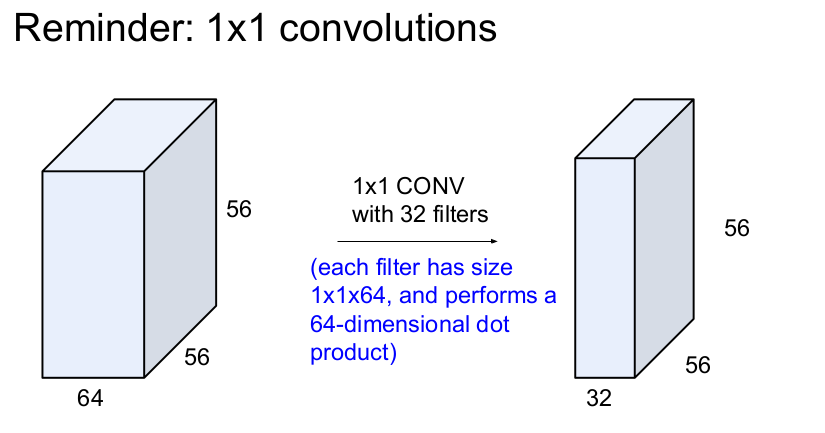 Reminder: 1x1 convolutions
56
56
64
1x1 CONV
with 32 filters
(each filter has size
1x1x64, and performs a
64-dimensional dot
product)
56
56
32